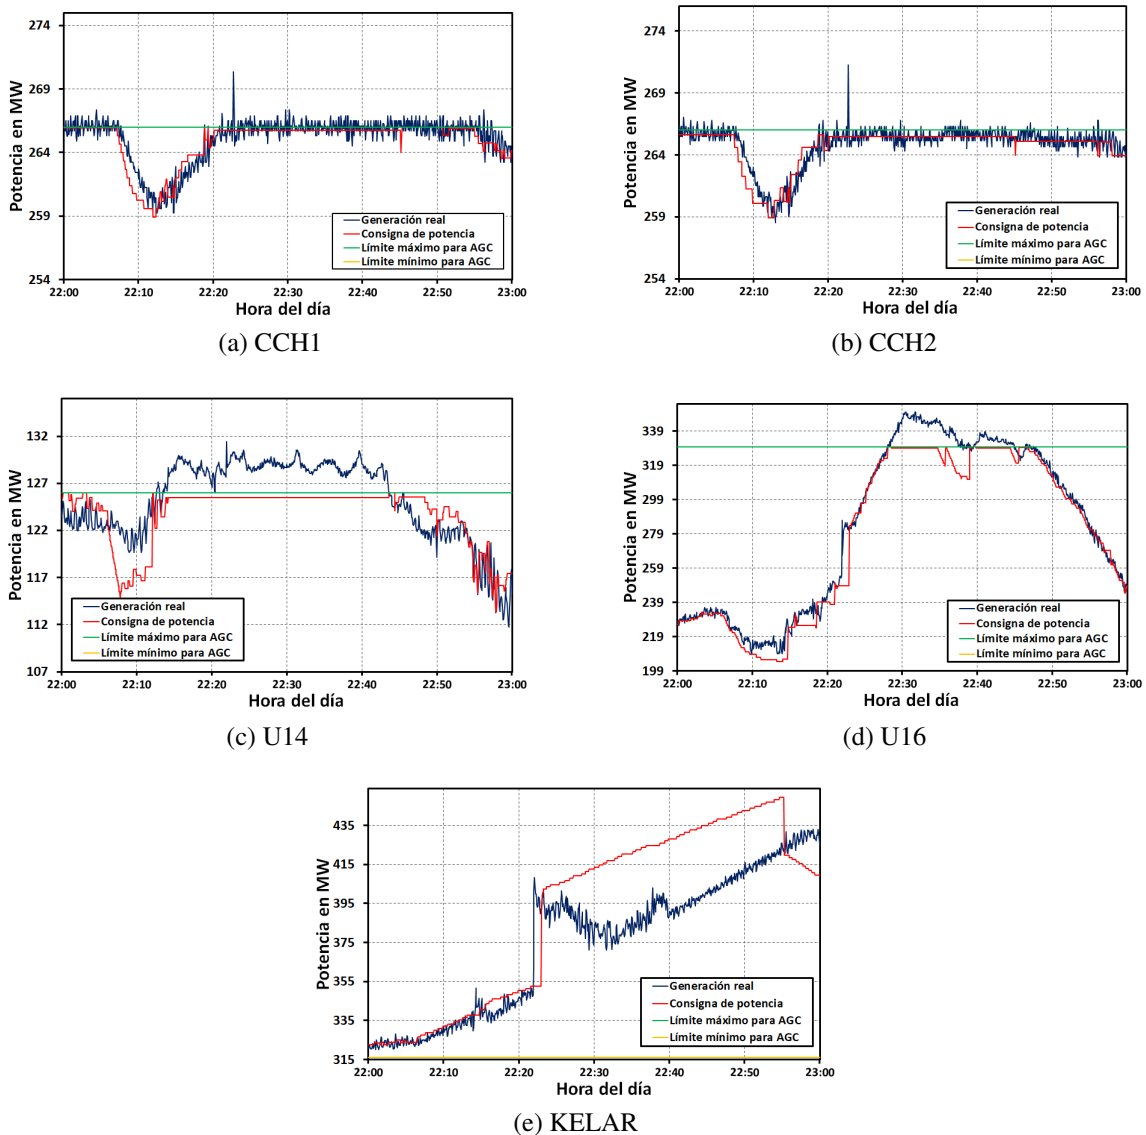 274
269
264
259
254
Potencia en MW
Generación real
Consigna de potencia
Límite máximo para AGC
Límite mínimo para AGC
22:00 22:10 22:20 22:30 22:40 22:50 23:00
Hora del día
(a) CCH1
274
269
264
259
254
Potencia en MW
Generación real
Consigna de potencia
Límite máximo para AGC
Límite mínimo para AGC
22:00 22:10 22:20 22:30 22:40 22:50 23:00
Hora del día
(b) CCH2
132
127
122
117
112
107
Potencia en MW
Generación real
Consigna de potencia
Límite máximo para AGC
Límite mínimo para AGC
22:00 22:10 22:20 22:30 22:40 22:50 23:00
Hora del día
(c) U14
339
319
299
279
259
239
219
199
Potencia en MW
Generación real
Consigna de potencia
Límite máximo para AGC
Límite mínimo para AGC
22:00 22:10 22:20 22:30 22:40 22:50 23:00
Hora del día
(d) U16
435
415
395
375
355
335
315
Potencia en MW
Generación real
Consigna de potencia
Límite máximo para AGC
Límite mínimo para AGC
22:00 22:10 22:20 22:30 22:40 22:50 23:00
Hora del día
(e) KELAR